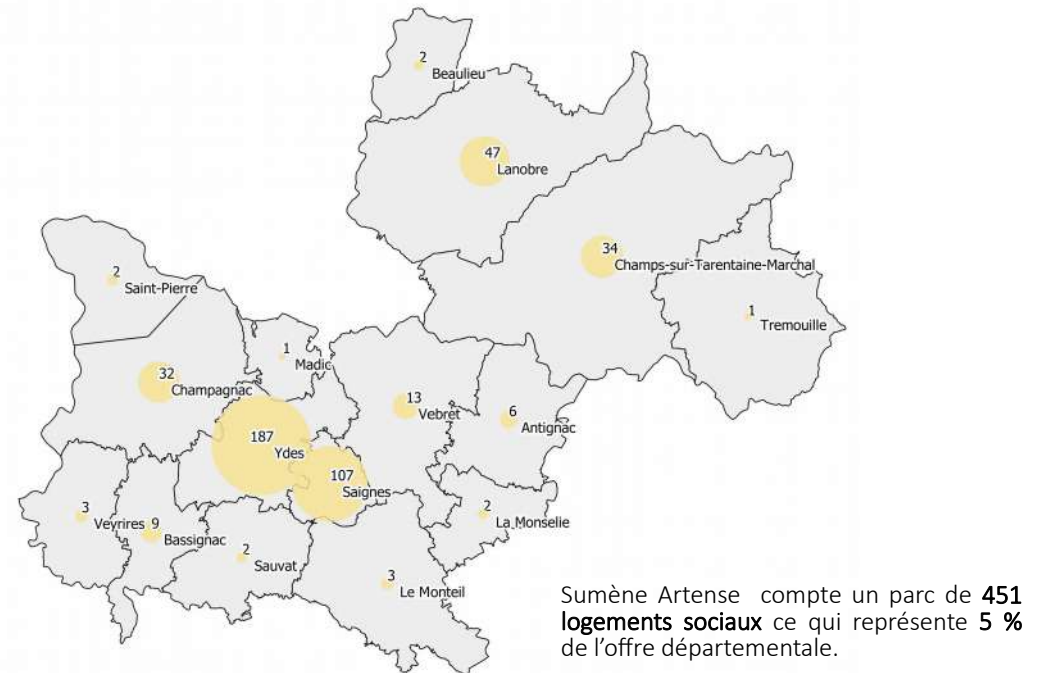 2
Beaulieu
47
Lanobre
34
Champs-sur-Tarentaine-Marchal
2
Saint-Pierre
1
Tremouille
1
Madic
32
Champagnac
13
Vebret
6
Antignac
187
Ydes
107
Saignes
3
Veyrires
9
Bassignac
2
La Monselie
2
Sauvat
3
Le Monteil
Sumène Artense compte un parc de 451
logements sociaux ce qui représente 5 %
de l’offre départementale.